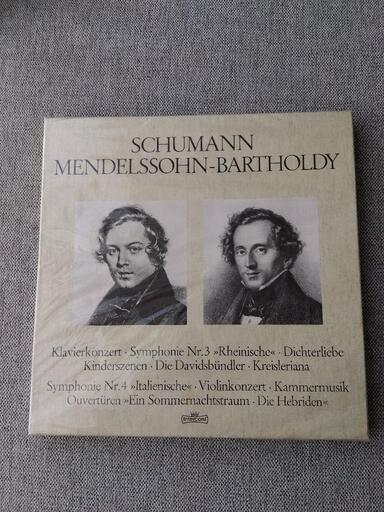 SCHUMANN
MENDELSSOHN-BARTHOLDY
Klavierkonzert · Symphonie Nr. 3 »Rheinische« · Dichterliebe
Kinderszenen · Die Davidsbündler · Kreisleriana
Symphonie Nr. 4 »Italienische« · Violinkonzert · Kammermusik
Ouvertüren »Ein Sommernachtstraum · Die Hebriden«
INTERCORD